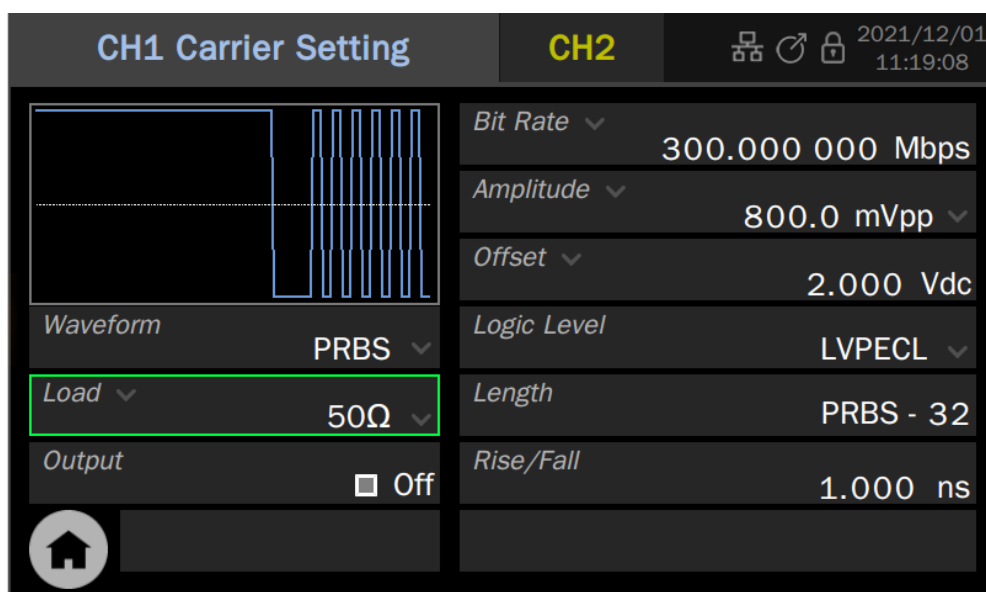 CH1 Carrier Setting
CH2
2021/12/01
11:19:08
Bit Rate
300.000 000 Mbps
Amplitude
800.0 mVpp
Offset
2.000 Vdc
Waveform
PRBS
Logic Level
LVPECL
Load
50Ω
Length
PRBS - 32
Output
Off
Rise/Fall
1.000 ns